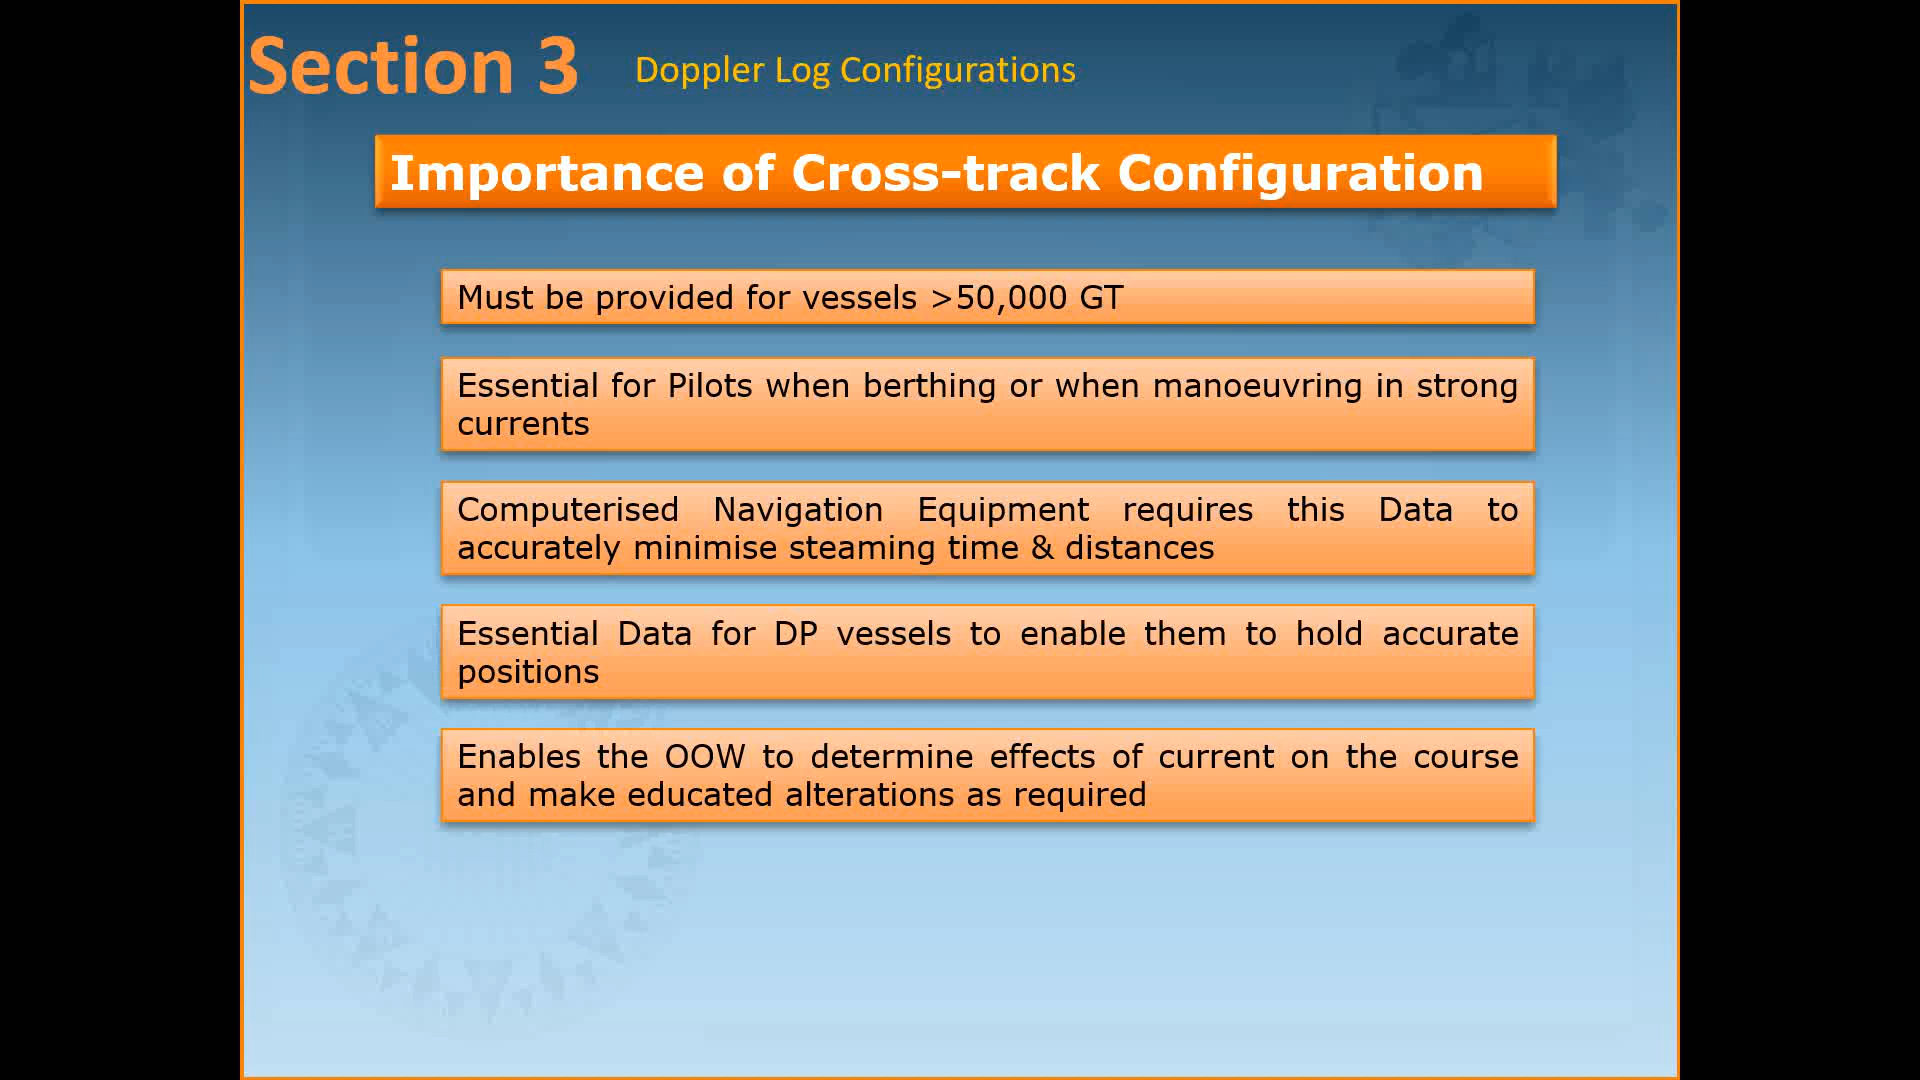 Section 3 Doppler Log Configurations
Importance of Cross-track Configuration
Must be provided for vessels >50,000 GT
Essential for Pilots when berthing or when manoeuvring in strong
currents
Computerised Navigation Equipment requires this Data to
accurately minimise steaming time & distances
Essential Data for DP vessels to enable them to hold accurate
positions
Enables the OOW to determine effects of current on the course
and make educated alterations as required